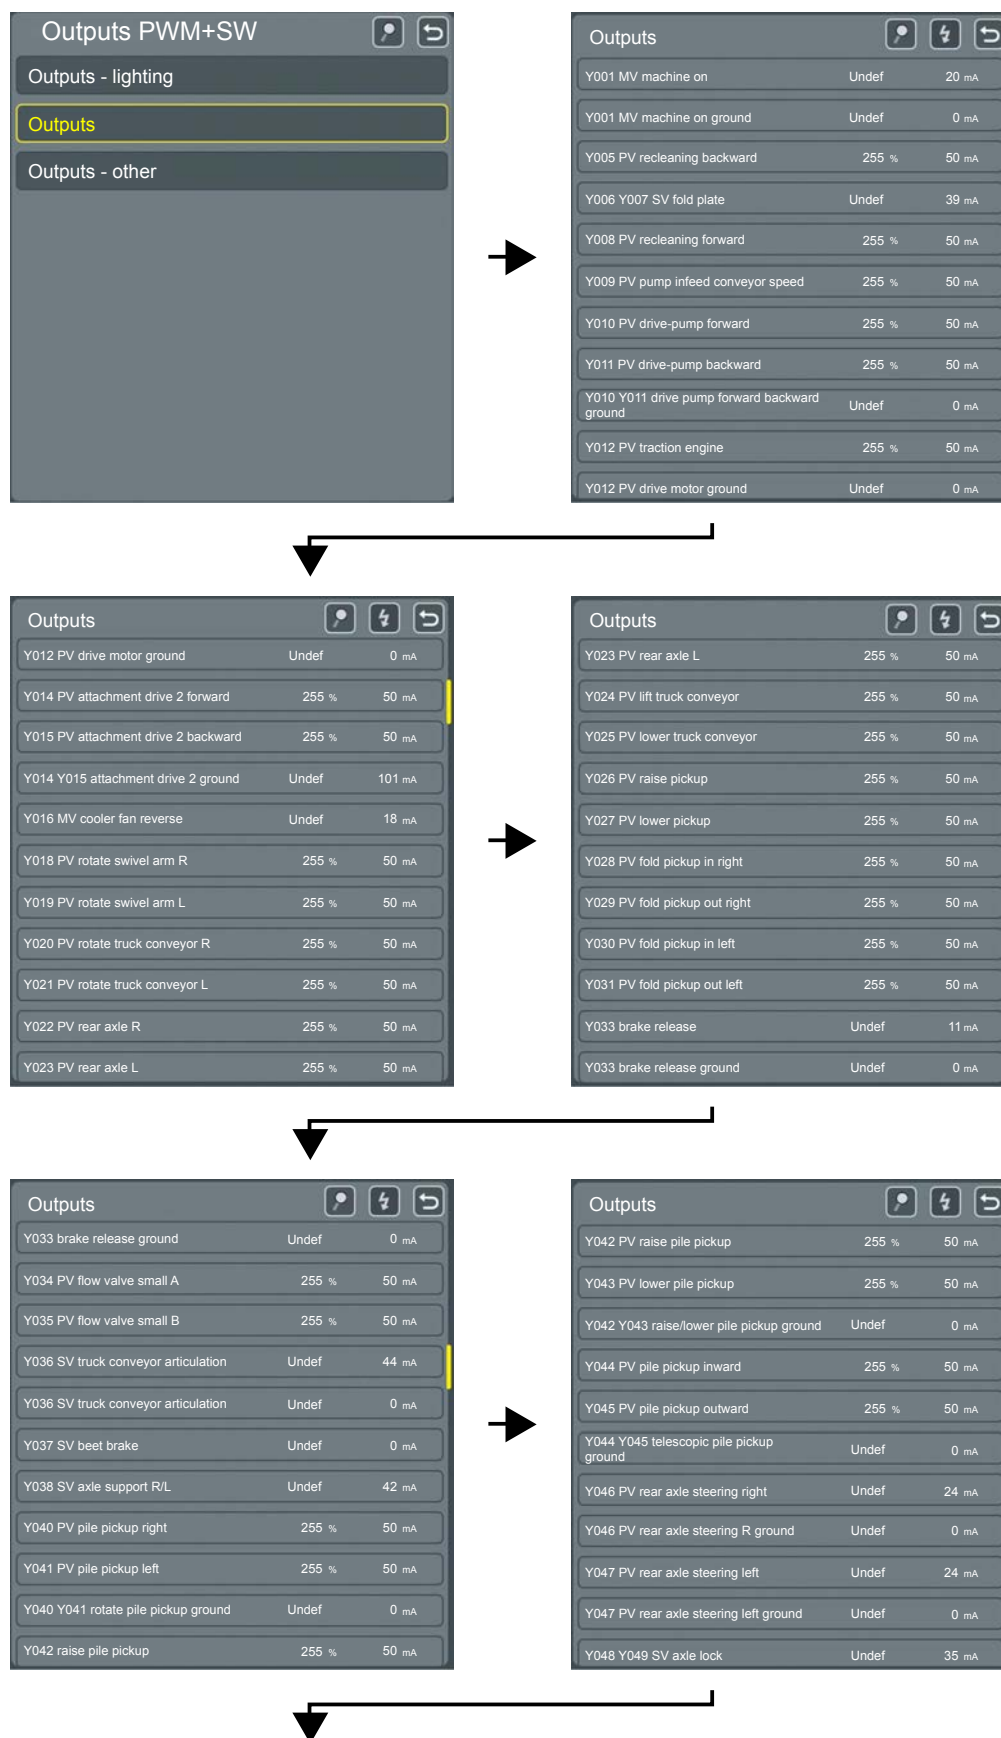 Outputs PWM+SW
Outputs - lighting
Outputs
Outputs - other
Outputs
Y001 MV machine on Undef 20 mA
Y001 MV machine on ground Undef 0 mA
Y005 PV recleaning backward 255 % 50 mA
Y006 Y007 SV fold plate Undef 39 mA
Y008 PV recleaning forward 255 % 50 mA
Y009 PV pump infeed conveyor speed 255 % 50 mA
Y010 PV drive-pump forward 255 % 50 mA
Y011 PV drive-pump backward 255 % 50 mA
Y010 Y011 drive pump forward backward
ground Undef 0 mA
Y012 PV traction engine 255 % 50 mA
Y012 PV drive motor ground Undef 0 mA
Outputs
Y012 PV drive motor ground Undef 0 mA
Y014 PV attachment drive 2 forward 255 % 50 mA
Y015 PV attachment drive 2 backward 255 % 50 mA
Y014 Y015 attachment drive 2 ground Undef 101 mA
Y016 MV cooler fan reverse Undef 18 mA
Y018 PV rotate swivel arm R 255 % 50 mA
Y019 PV rotate swivel arm L 255 % 50 mA
Y020 PV rotate truck conveyor R 255 % 50 mA
Y021 PV rotate truck conveyor L 255 % 50 mA
Y022 PV rear axle R 255 % 50 mA
Y023 PV rear axle L 255 % 50 mA
Outputs
Y023 PV rear axle L 255 % 50 mA
Y024 PV lift truck conveyor 255 % 50 mA
Y025 PV lower truck conveyor 255 % 50 mA
Y026 PV raise pickup 255 % 50 mA
Y027 PV lower pickup 255 % 50 mA
Y028 PV fold pickup in right 255 % 50 mA
Y029 PV fold pickup out right 255 % 50 mA
Y030 PV fold pickup in left 255 % 50 mA
Y031 PV fold pickup out left 255 % 50 mA
Y033 brake release Undef 11 mA
Y033 brake release ground Undef 0 mA
Outputs
Y033 brake release ground Undef 0 mA
Y034 PV flow valve small A 255 % 50 mA
Y035 PV flow valve small B 255 % 50 mA
Y036 SV truck conveyor articulation Undef 44 mA
Y036 SV truck conveyor articulation Undef 0 mA
Y037 SV beet brake Undef 0 mA
Y038 SV axle support R/L Undef 42 mA
Y040 PV pile pickup right 255 % 50 mA
Y041 PV pile pickup left 255 % 50 mA
Y040 Y041 rotate pile pickup ground Undef 0 mA
Y042 raise pile pickup 255 % 50 mA
Outputs
Y042 PV raise pile pickup 255 % 50 mA
Y043 PV lower pile pickup 255 % 50 mA
Y042 Y043 raise/lower pile pickup ground Undef 0 mA
Y044 PV pile pickup inward 255 % 50 mA
Y045 PV pile pickup outward 255 % 50 mA
Y044 Y045 telescopic pile pickup
ground Undef 0 mA
Y046 PV rear axle steering right Undef 24 mA
Y046 PV rear axle steering R ground Undef 0 mA
Y047 PV rear axle steering left Undef 24 mA
Y047 PV rear axle steering left ground Undef 0 mA
Y048 Y049 SV axle lock Undef 35 mA